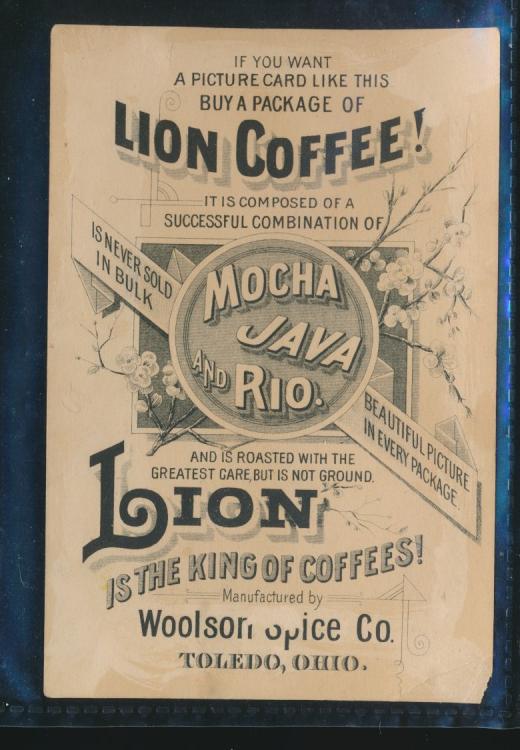 IF YOU WANT
A PICTURE CARD LIKE THIS
BUY A PACKAGE OF
LION COFFEE!
IT IS COMPOSED OF A
SUCCESSFUL COMBINATION OF
IS NEVER SOLD
IN BULK
MOCHA
JAVA
AND RIO.
BEAUTIFUL PICTURE
IN EVERY PACKAGE.
AND IS ROASTED WITH THE
GREATEST CARE, BUT IS NOT GROUND.
LION
IS THE KING OF COFFEES!
Manufactured by
Woolson Spice Co.
TOLEDO, OHIO.